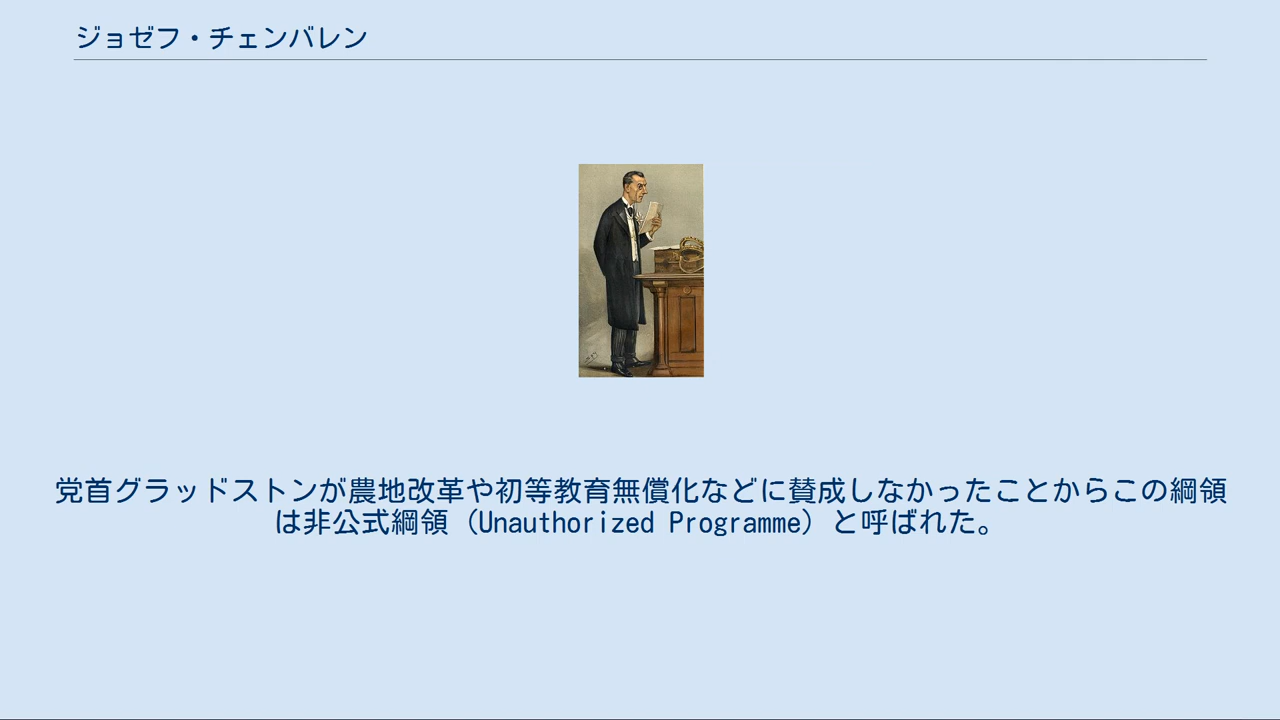 ジョゼフ・チェンバレン
党首グラッドストンが農地改革や初等教育無償化などに賛成しなかったことからこの綱領
は非公式綱領（Unauthorized Programme）と呼ばれた。